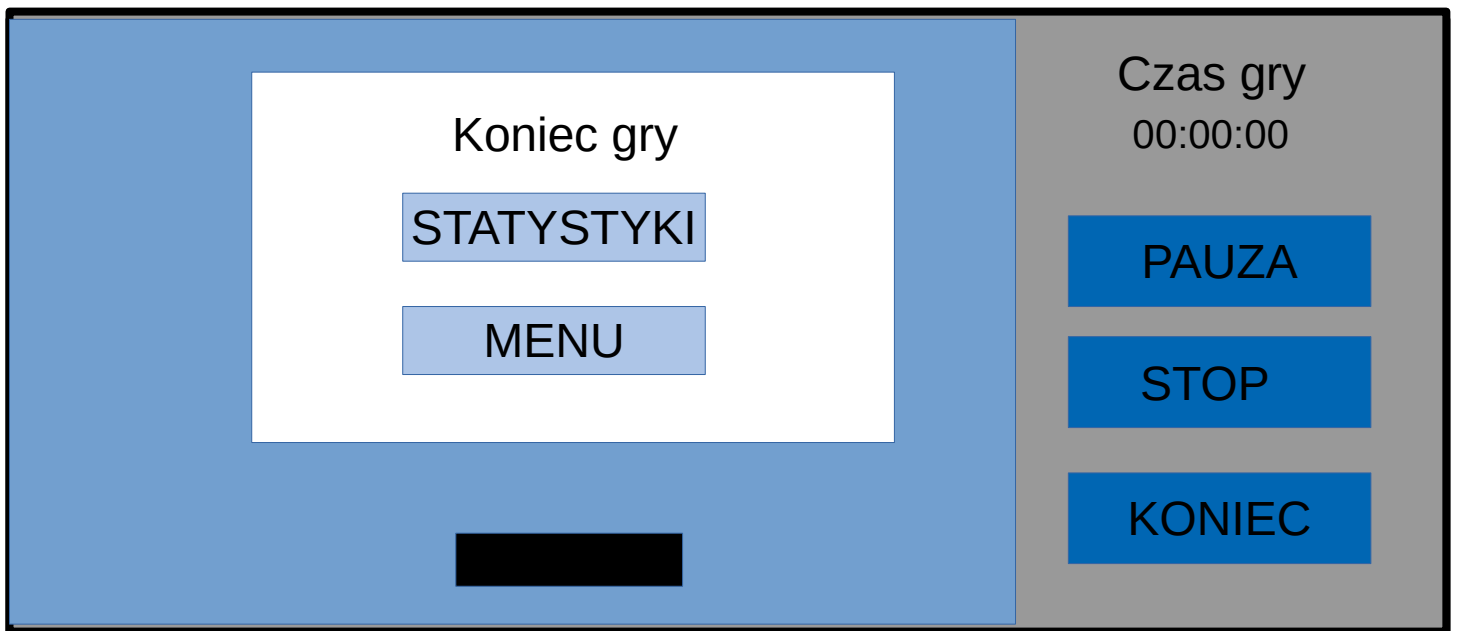 Koniec gry
STATYSTYKI
MENU
Czas gry
00:00:00
PAUZA
STOP
KONIEC